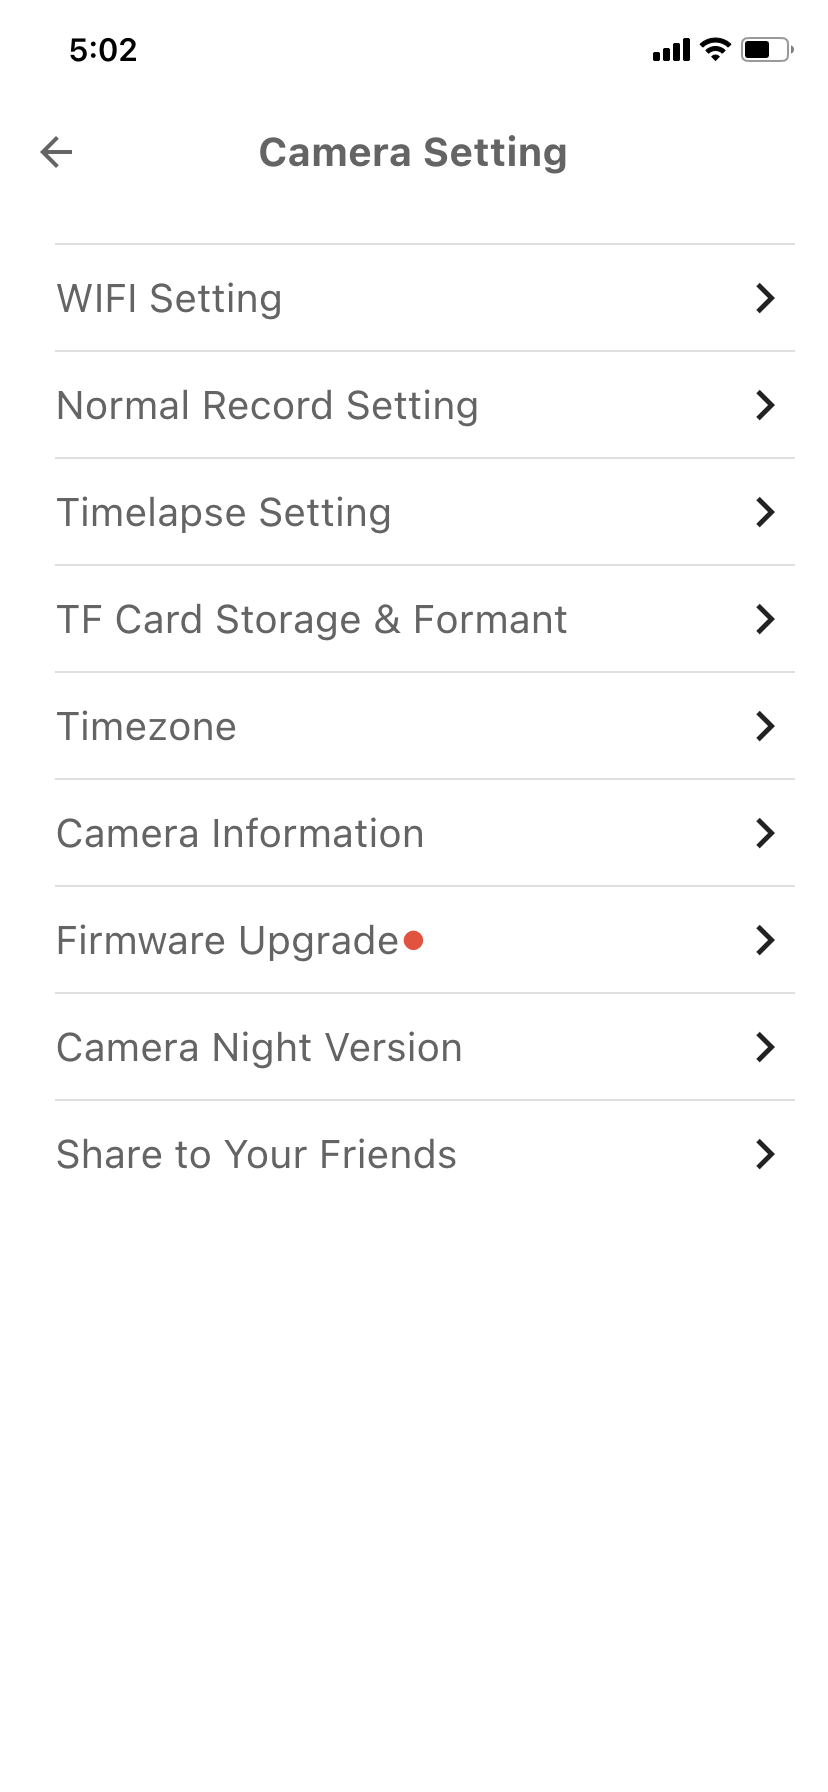 5:02
Camera Setting
WIFI Setting
Normal Record Setting
Timelapse Setting
TF Card Storage & Formant
Timezone
Camera Information
Firmware Upgrade
Camera Night Version
Share to Your Friends